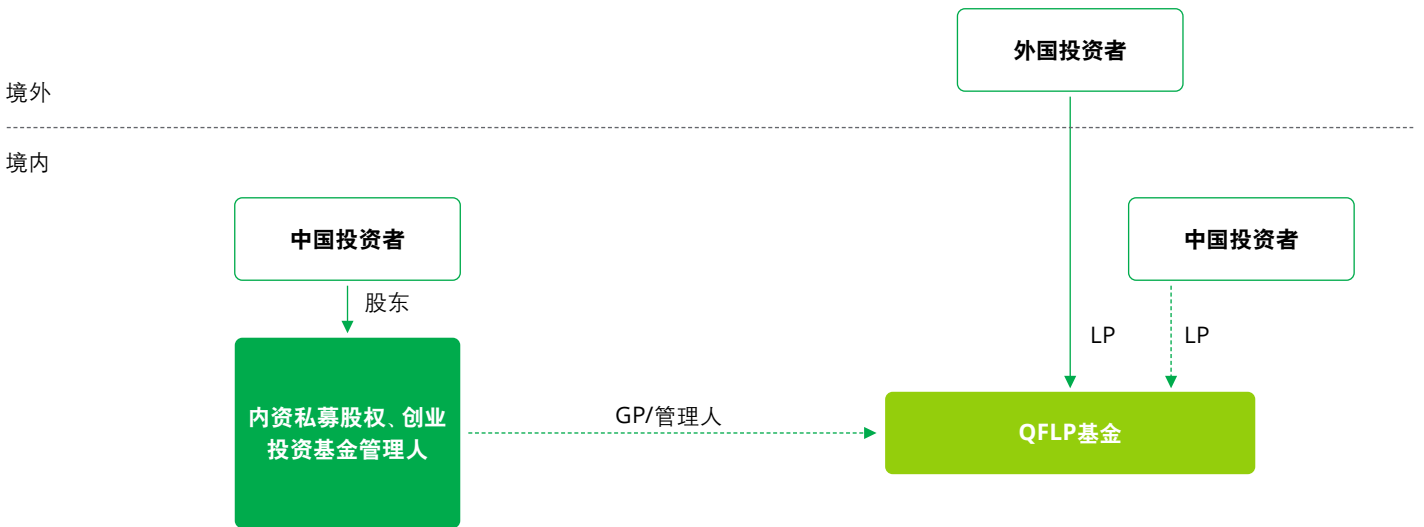 外国投资者
境外
境内
中国投资者
中国投资者
股东
LP
LP
内资私募股权、创业
投资基金管理人
GP/管理人
QFLP基金